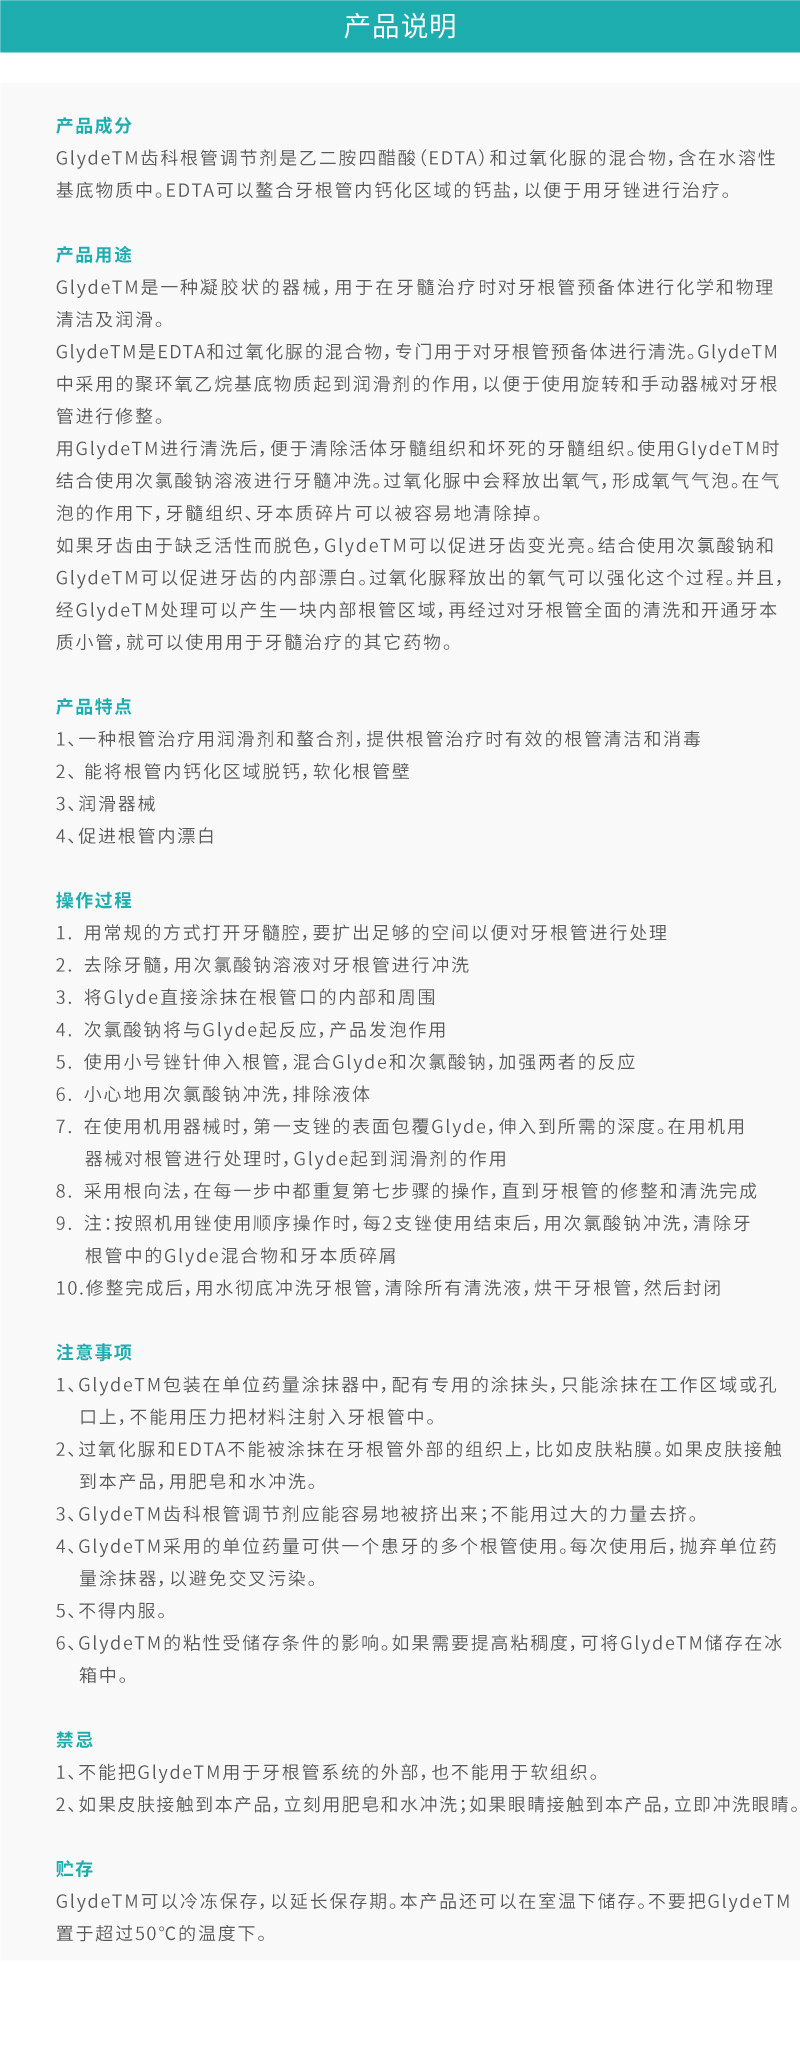 产品说明
产品成分
GlydeTM齿科根管调节剂是乙二胺四醋酸（EDTA）和过氧化脲的混合物，含在水溶性
基底物质中。EDTA可以螯合牙根管内钙化区域的钙盐，以便于用牙锉进行治疗。
产品用途
GlydeTM是一种凝胶状的器械，用于在牙髓治疗时对牙根管预备体进行化学和物理
清洁及润滑。
GlydeTM是EDTA和过氧化脲的混合物，专门用于对牙根管预备体进行清洗。GlydeTM
中采用的聚环氧乙烷基底物质起到润滑剂的作用，以便于使用旋转和手动器械对牙根
管进行修整。
用GlydeTM进行清洗后，便于清除活体牙髓组织和坏死的牙髓组织。使用GlydeTM时
结合使用次氯酸钠溶液进行牙髓冲洗。过氧化脲中会释放出氧气，形成氧气气泡。在气
泡的作用下，牙髓组织、牙本质碎片可以被容易地清除掉。
如果牙齿由于缺乏活性而脱色，GlydeTM可以促进牙齿变光亮。结合使用次氯酸钠和
GlydeTM可以促进牙齿的内部漂白。过氧化脲释放出的氧气可以强化这个过程。并且，
经GlydeTM处理可以产生一块内部根管区域，再经过对牙根管全面的清洗和开通牙本
质小管，就可以使用用于牙髓治疗的其它药物。
产品特点
1、一种根管治疗用润滑剂和螯合剂，提供根管治疗时有效的根管清洁和消毒
2、 能将根管内钙化区域脱钙，软化根管壁
3、润滑器械
4、促进根管内漂白
操作过程
1. 用常规的方式打开牙髓腔，要扩出足够的空间以便对牙根管进行处理
2. 去除牙髓，用次氯酸钠溶液对牙根管进行冲洗
3. 将Glyde直接涂抹在根管口的内部和周围
4. 次氯酸钠将与Glyde起反应，产品发泡作用
5. 使用小号锉针伸入根管，混合Glyde和次氯酸钠，加强两者的反应
6. 小心地用次氯酸钠冲洗，排除液体
7. 在使用机用器械时，第一支锉的表面包覆Glyde，伸入到所需的深度。在用机用
器械对根管进行处理时，Glyde起到润滑剂的作用
8. 采用根向法，在每一步中都重复第七步骤的操作，直到牙根管的修整和清洗完成
9. 注：按照机用锉使用顺序操作时，每2支锉使用结束后，用次氯酸钠冲洗，清除牙
根管中的Glyde混合物和牙本质碎屑
10.修整完成后，用水彻底冲洗牙根管，清除所有清洗液，烘干牙根管，然后封闭
注意事项
1、GlydeTM包装在单位药量涂抹器中，配有专用的涂抹头，只能涂抹在工作区域或孔
口上，不能用压力把材料注射入牙根管中。
2、过氧化脲和EDTA不能被涂抹在牙根管外部的组织上，比如皮肤粘膜。如果皮肤接触
到本产品，用肥皂和水冲洗。
3、GlydeTM齿科根管调节剂应能容易地被挤出来；不能用过大的力量去挤。
4、GlydeTM采用的单位药量可供一个患牙的多个根管使用。每次使用后，抛弃单位药
量涂抹器，以避免交叉污染。
5、不得内服。
6、GlydeTM的粘性受储存条件的影响。如果需要提高粘稠度，可将GlydeTM储存在冰
箱中。
禁忌
1、不能把GlydeTM用于牙根管系统的外部，也不能用于软组织。
2、如果皮肤接触到本产品，立刻用肥皂和水冲洗；如果眼睛接触到本产品，立即冲洗眼睛。
贮存
GlydeTM可以冷冻保存，以延长保存期。本产品还可以在室温下储存。不要把GlydeTM
置于超过50℃的温度下。